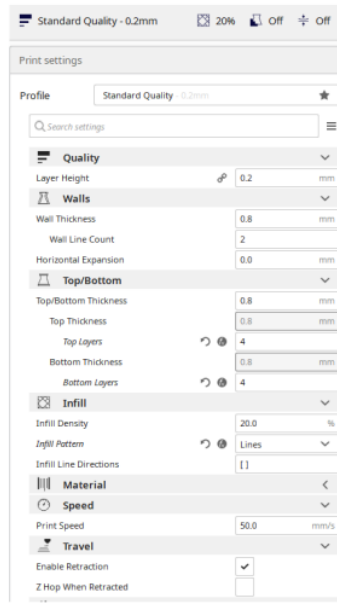 Standard Quality - 0.2mm 20% Off Off
Print settings
Profile Standard Quality - 0.2mm
Search settings
Quality
Layer Height 0.2 mm
Walls
Wall Thickness 0.8 mm
Wall Line Count 2
Horizontal Expansion 0.0 mm
Top/Bottom
Top/Bottom Thickness 0.8 mm
Top Thickness 0.8 mm
Top Layers 4
Bottom Thickness 0.8 mm
Bottom Layers 4
Infill
Infill Density 20.0 %
Infill Pattern Lines
Infill Line Directions [ ]
Material
Speed
Print Speed 50.0 mm/s
Travel
Enable Retraction
Z Hop When Retracted